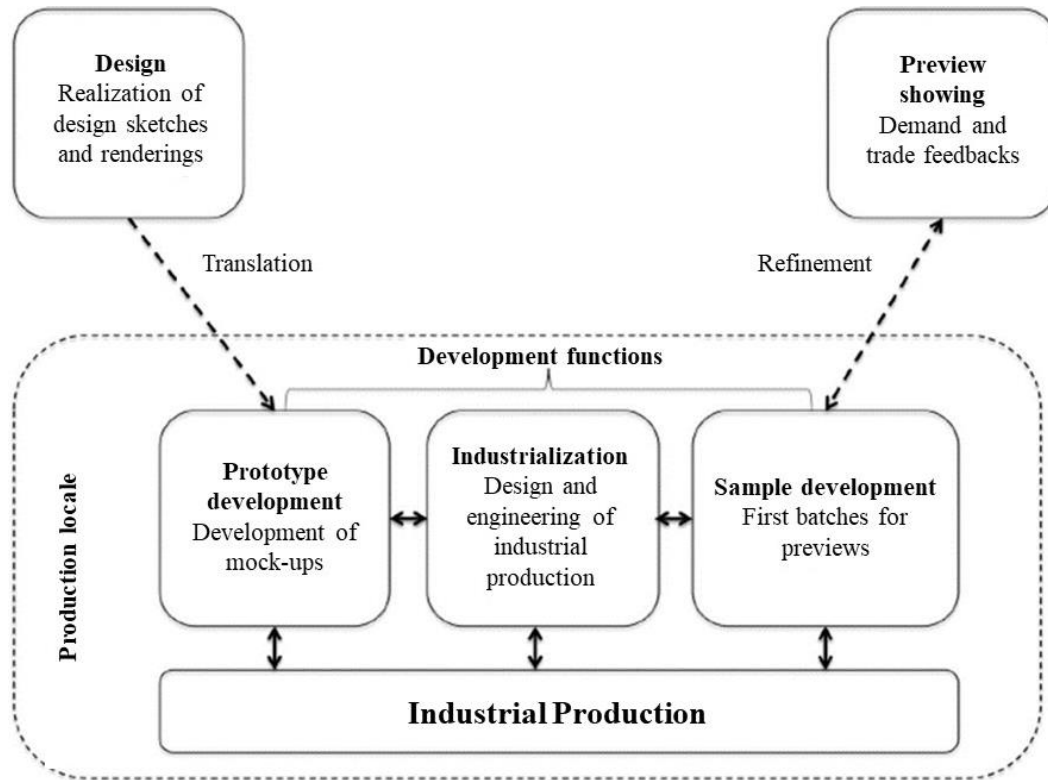 Design
Realization of
design sketches
and renderings
Preview
showing
Demand and
trade feedbacks
Translation
Refinement
Development functions
Production locale
Prototype
development
Development of
mock-ups
Industrialization
Design and
engineering of
industrial
production
Sample development
First batches for
previews
Industrial Production